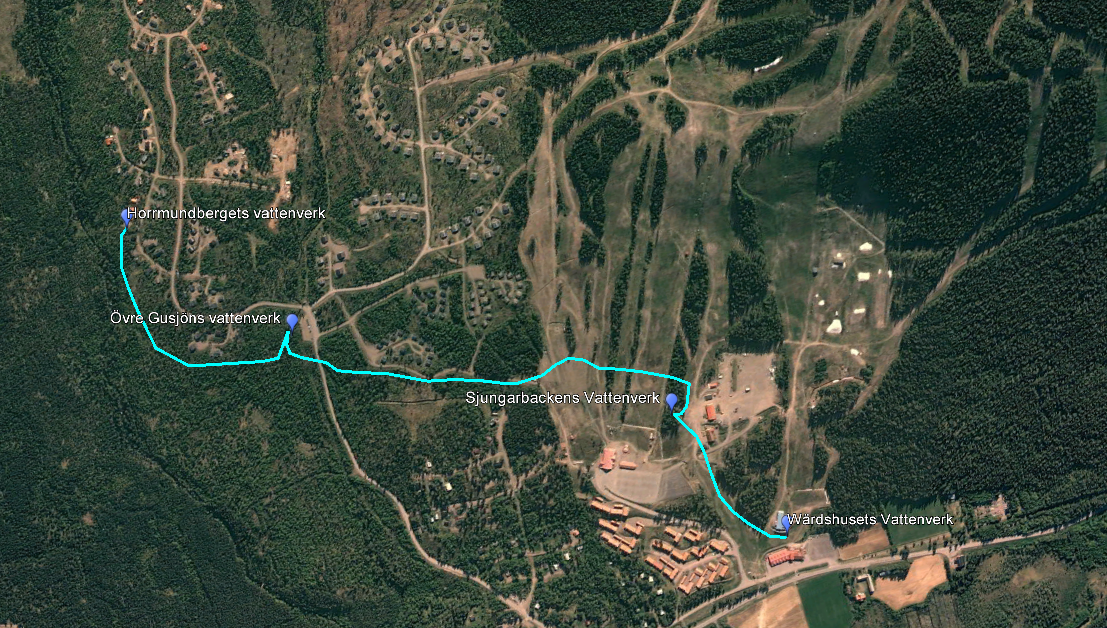 Horrmundbergets vattenverk
Övre Gusjöns vattenverk
Sjungarbackens Vattenverk
Wärdshusets Vattenverk